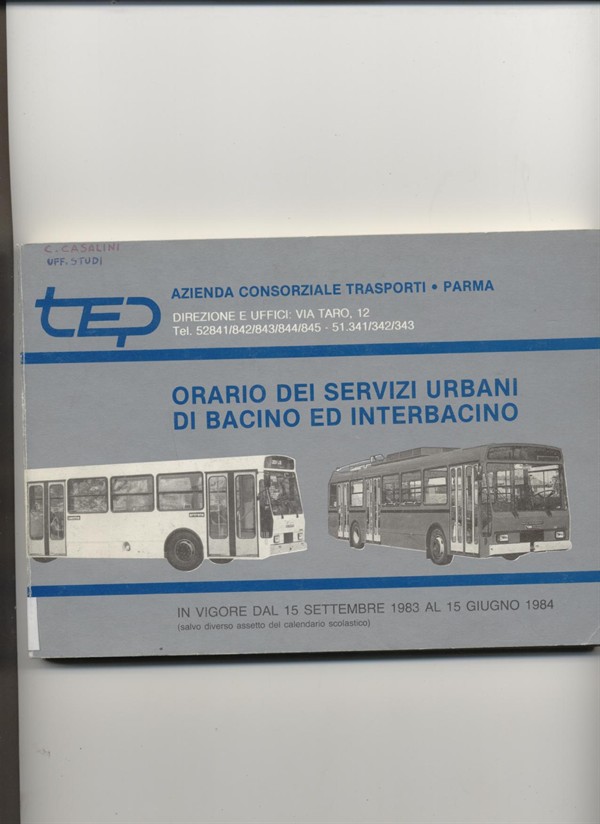 C. CASALINI
UFF. STUDI
tep
AZIENDA CONSORZIALE TRASPORTI • PARMA
DIREZIONE E UFFICI: VIA TARO, 12
Tel. 52841/842/843/844/845 - 51.341/342/343
ORARIO DEI SERVIZI URBANI
DI BACINO ED INTERBACINO
IN VIGORE DAL 15 SETTEMBRE 1983 AL 15 GIUGNO 1984
(salvo diverso assetto del calendario scolastico)